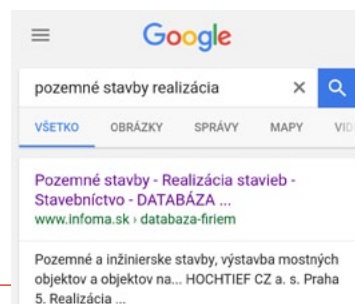 Google
pozemné stavby realizácia
VŠETKO OBRÁZKY SPRÁVY MAPY VID
Pozemné stavby - Realizácia stavieb -
Stavebníctvo - DATABÁZA ...
www.infoma.sk › databaza-firiem
Pozemné a inžinierske stavby, výstavba mostných
objektov a objektov na... HOCHTIEF CZ a. s. Praha
5. Realizácia ...